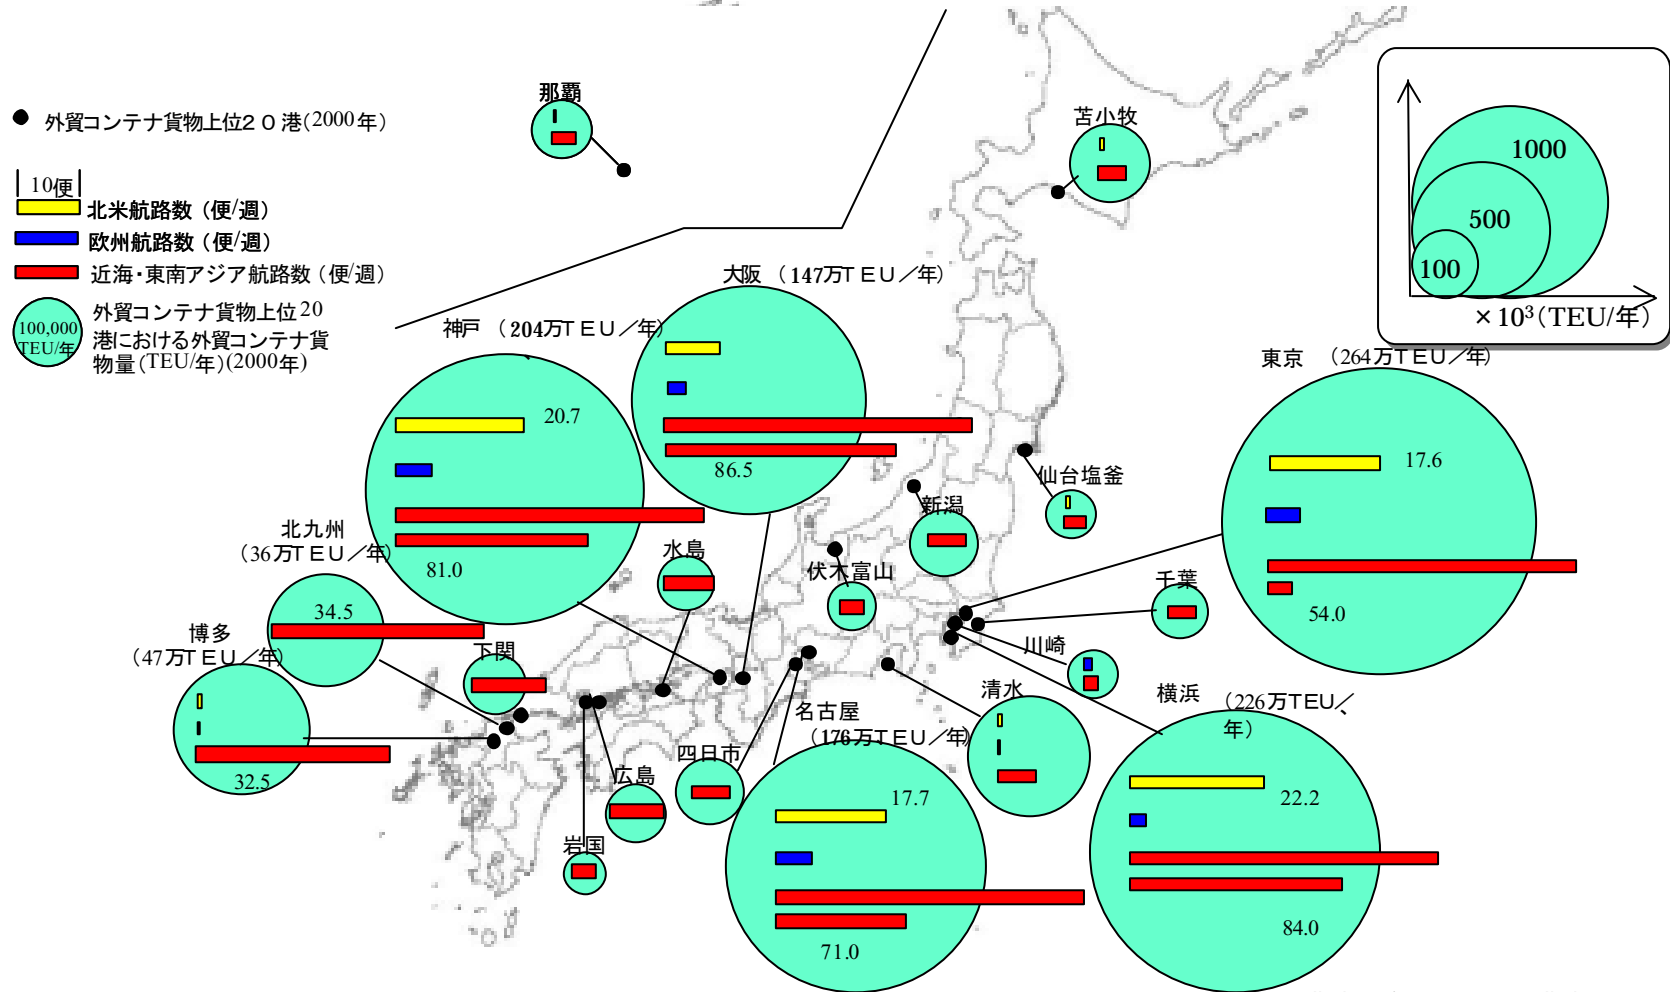 那覇
外貿コンテナ貨物上位20港(2000年)
10便
北米航路数(便/週)
欧州航路数(便/週)
近海・東南アジア航路数(便/週)
100,000
TEU/年
外貿コンテナ貨物上位20
港における外貿コンテナ貨
物量(TEU/年)(2000年)
苫小牧
1000
500
100
×10³(TEU/年)
大阪 (147万TEU/年)
86.5
神戸 (204万TEU/年)
20.7
81.0
東京 (264万TEU/年)
17.6
54.0
仙台塩釜
新潟
伏木富山
水島
北九州
(36万TEU/年)
34.5
千葉
川崎
博多
(47万TEU/年)
32.5
下関
清水
横浜 (226万TEU/
年)
22.2
84.0
名古屋
(176万TEU/年)
17.7
71.0
四日市
広島
岩国